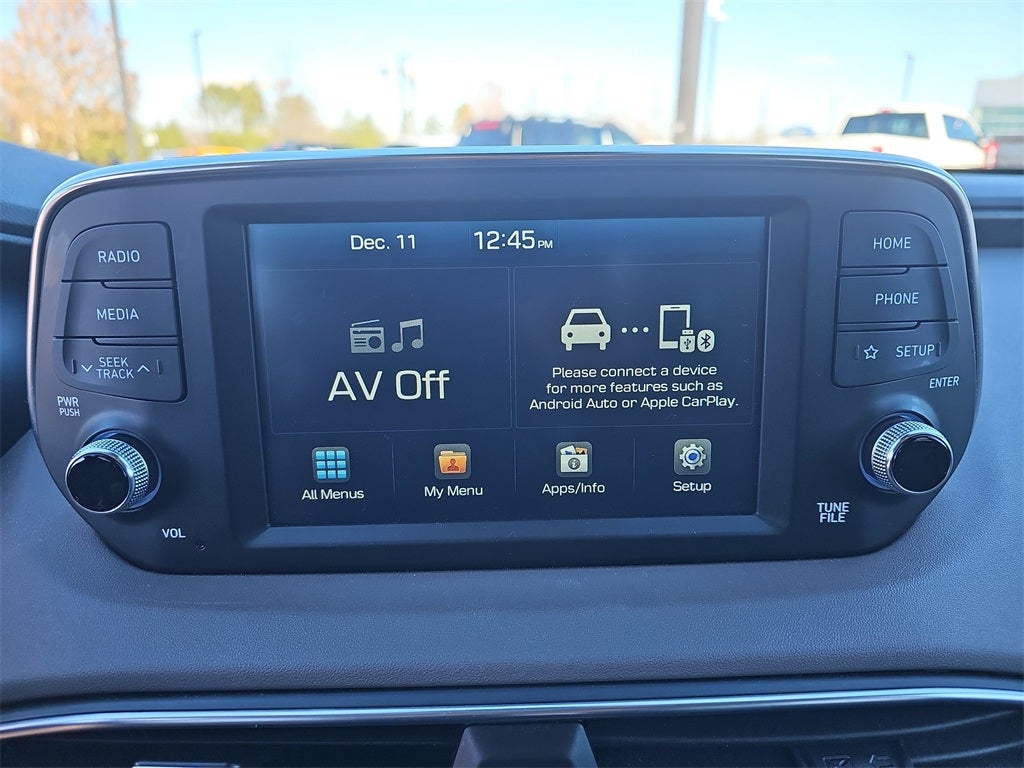 RADIO
MEDIA
SEEK
TRACK
PWR
PUSH
VOL
Dec. 11 12:45 PM
AV Off
Please connect a device
for more features such as
Android Auto or Apple CarPlay.
All Menus My Menu Apps/Info Setup
HOME
PHONE
SETUP
ENTER
TUNE
FILE